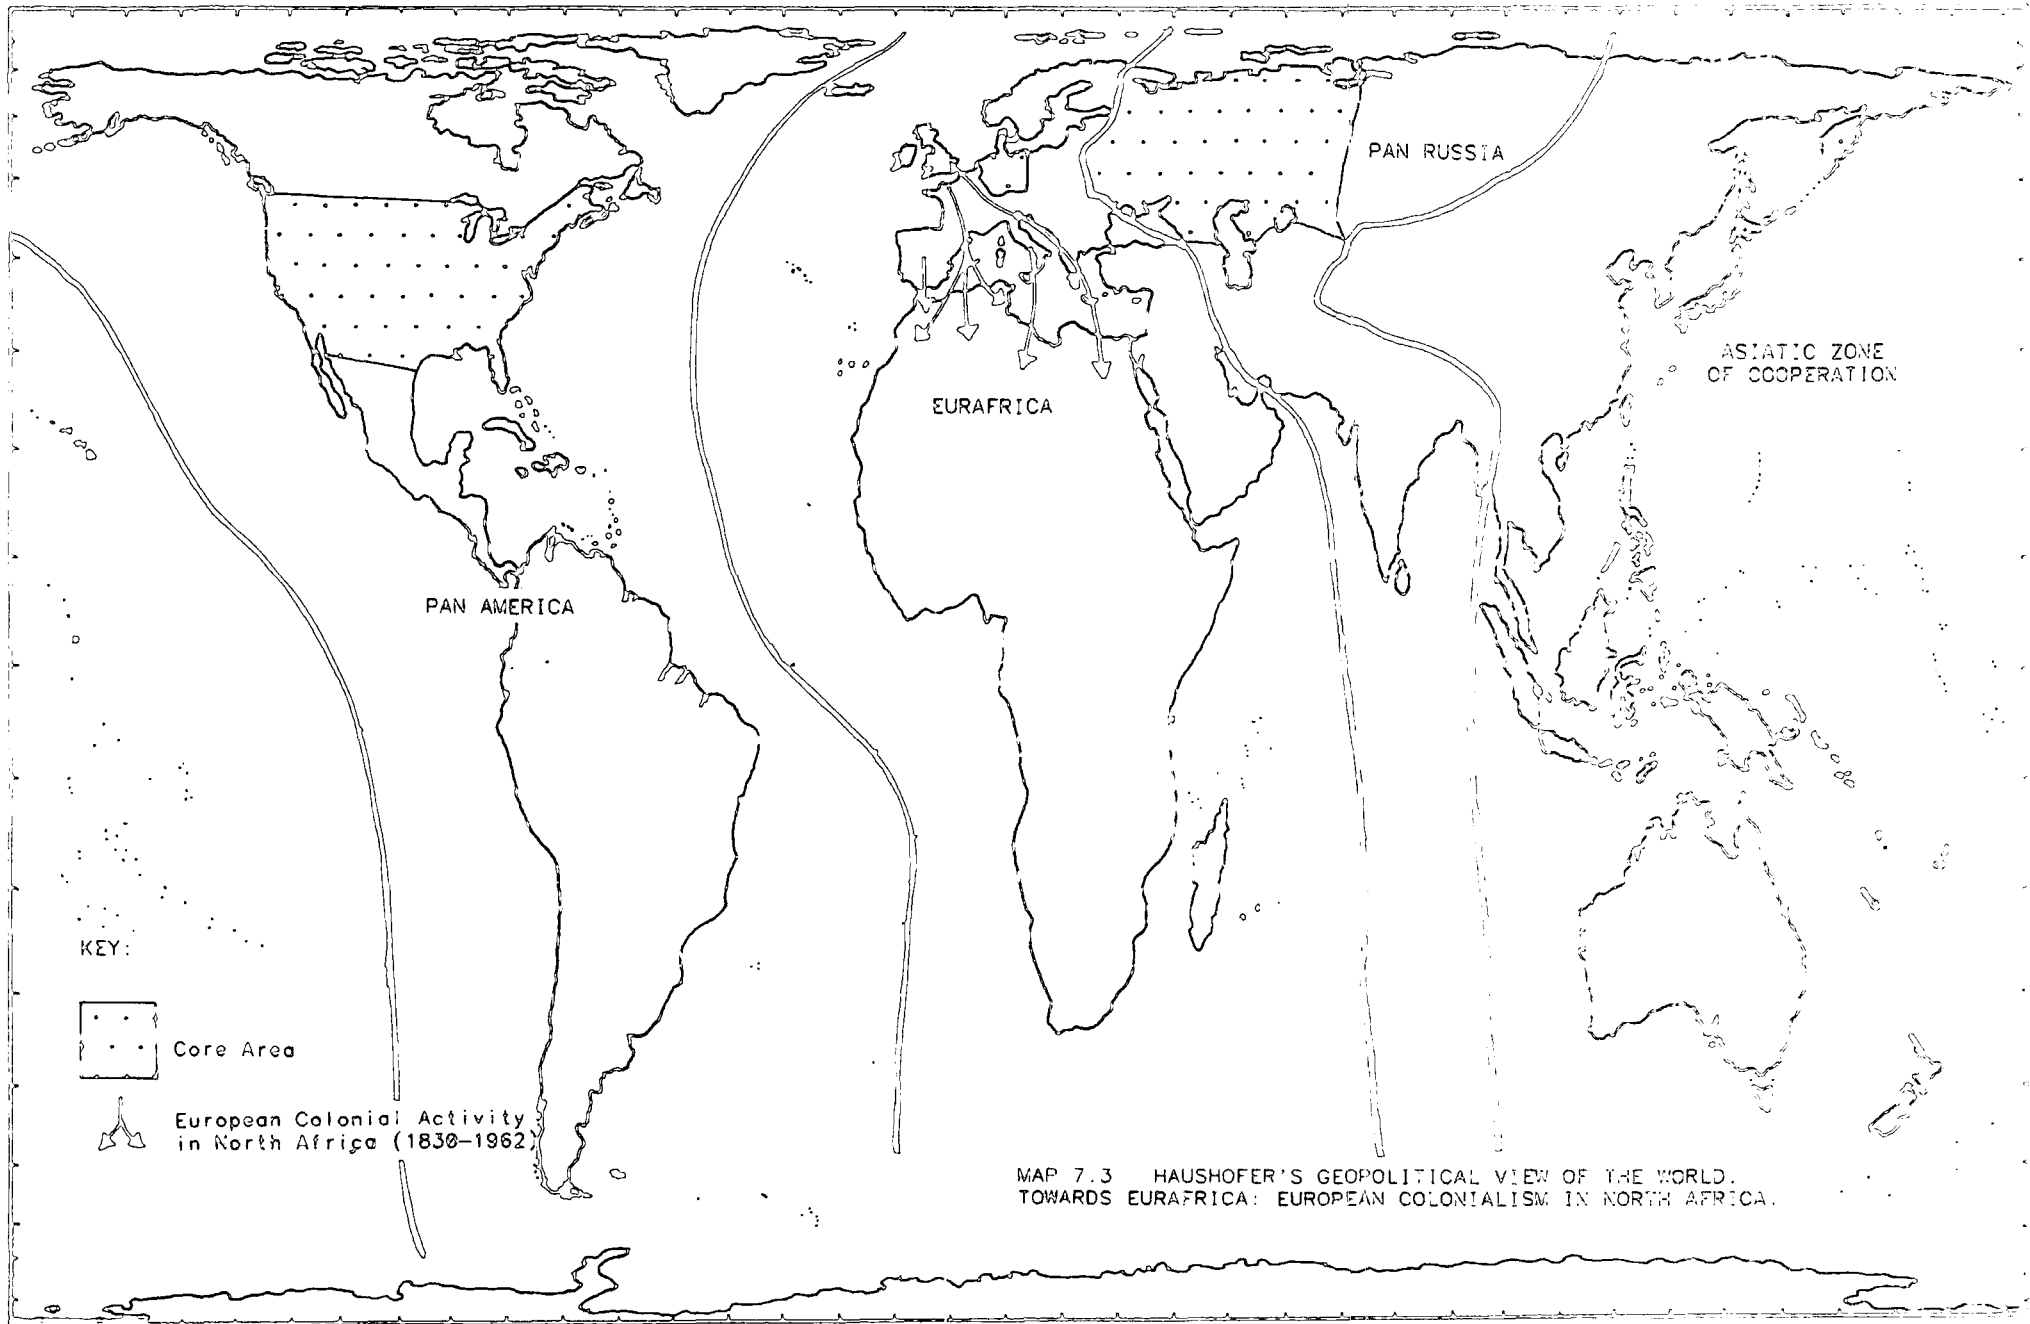 PAN RUSSIA
ASIATIC ZONE
OF COOPERATION
EURAFRICA
PAN AMERICA
KEY:
Core Area
European Colonial Activity
in North Africa (1830-1962)
MAP 7.3 HAUSHOFER'S GEOPOLITICAL VIEW OF THE WORLD.
TOWARDS EURAFRICA: EUROPEAN COLONIALISM IN NORTH AFRICA.